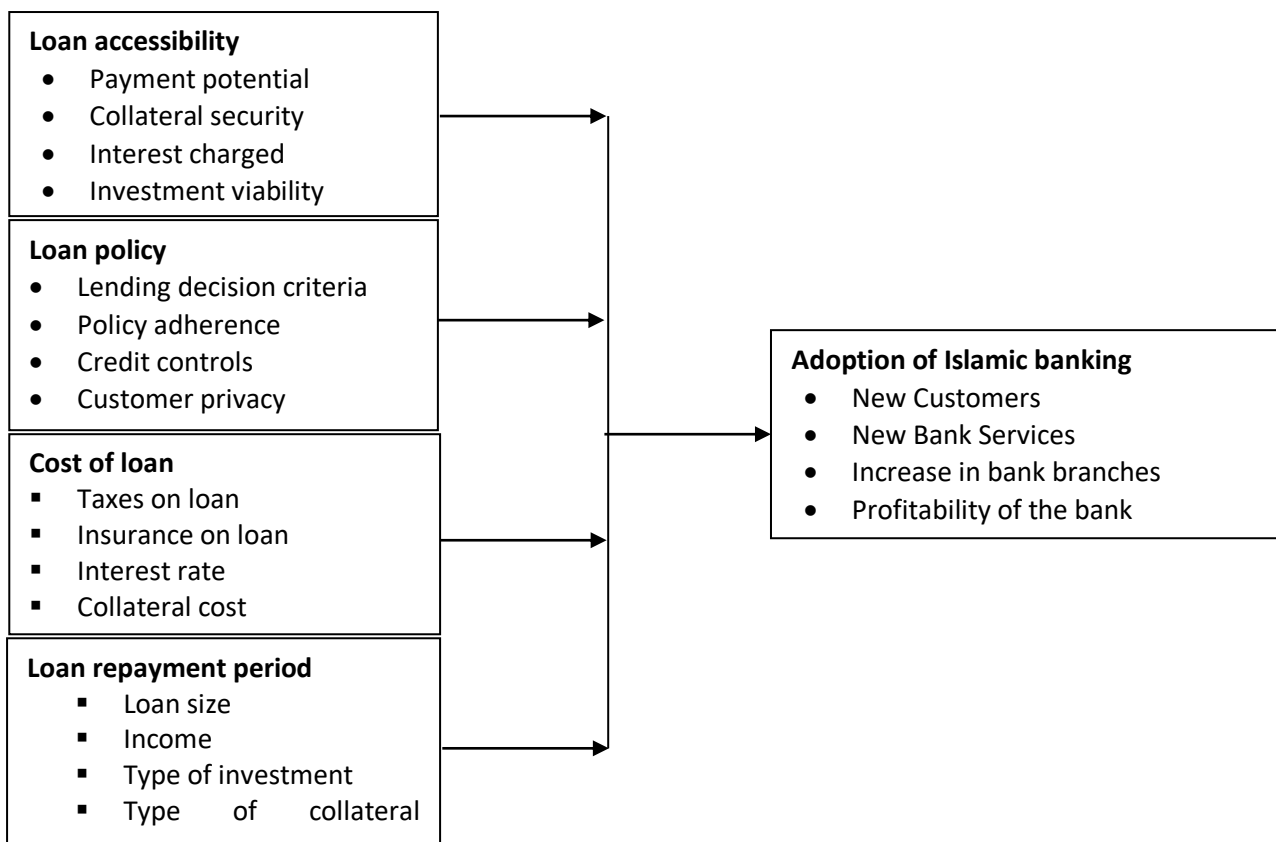 Loan accessibility
• Payment potential
• Collateral security
• Interest charged
• Investment viability
Loan policy
• Lending decision criteria
• Policy adherence
• Credit controls
• Customer privacy
Cost of loan
▪ Taxes on loan
▪ Insurance on loan
▪ Interest rate
▪ Collateral cost
Loan repayment period
▪ Loan size
▪ Income
▪ Type of investment
▪ Type of collateral
Adoption of Islamic banking
• New Customers
• New Bank Services
• Increase in bank branches
• Profitability of the bank